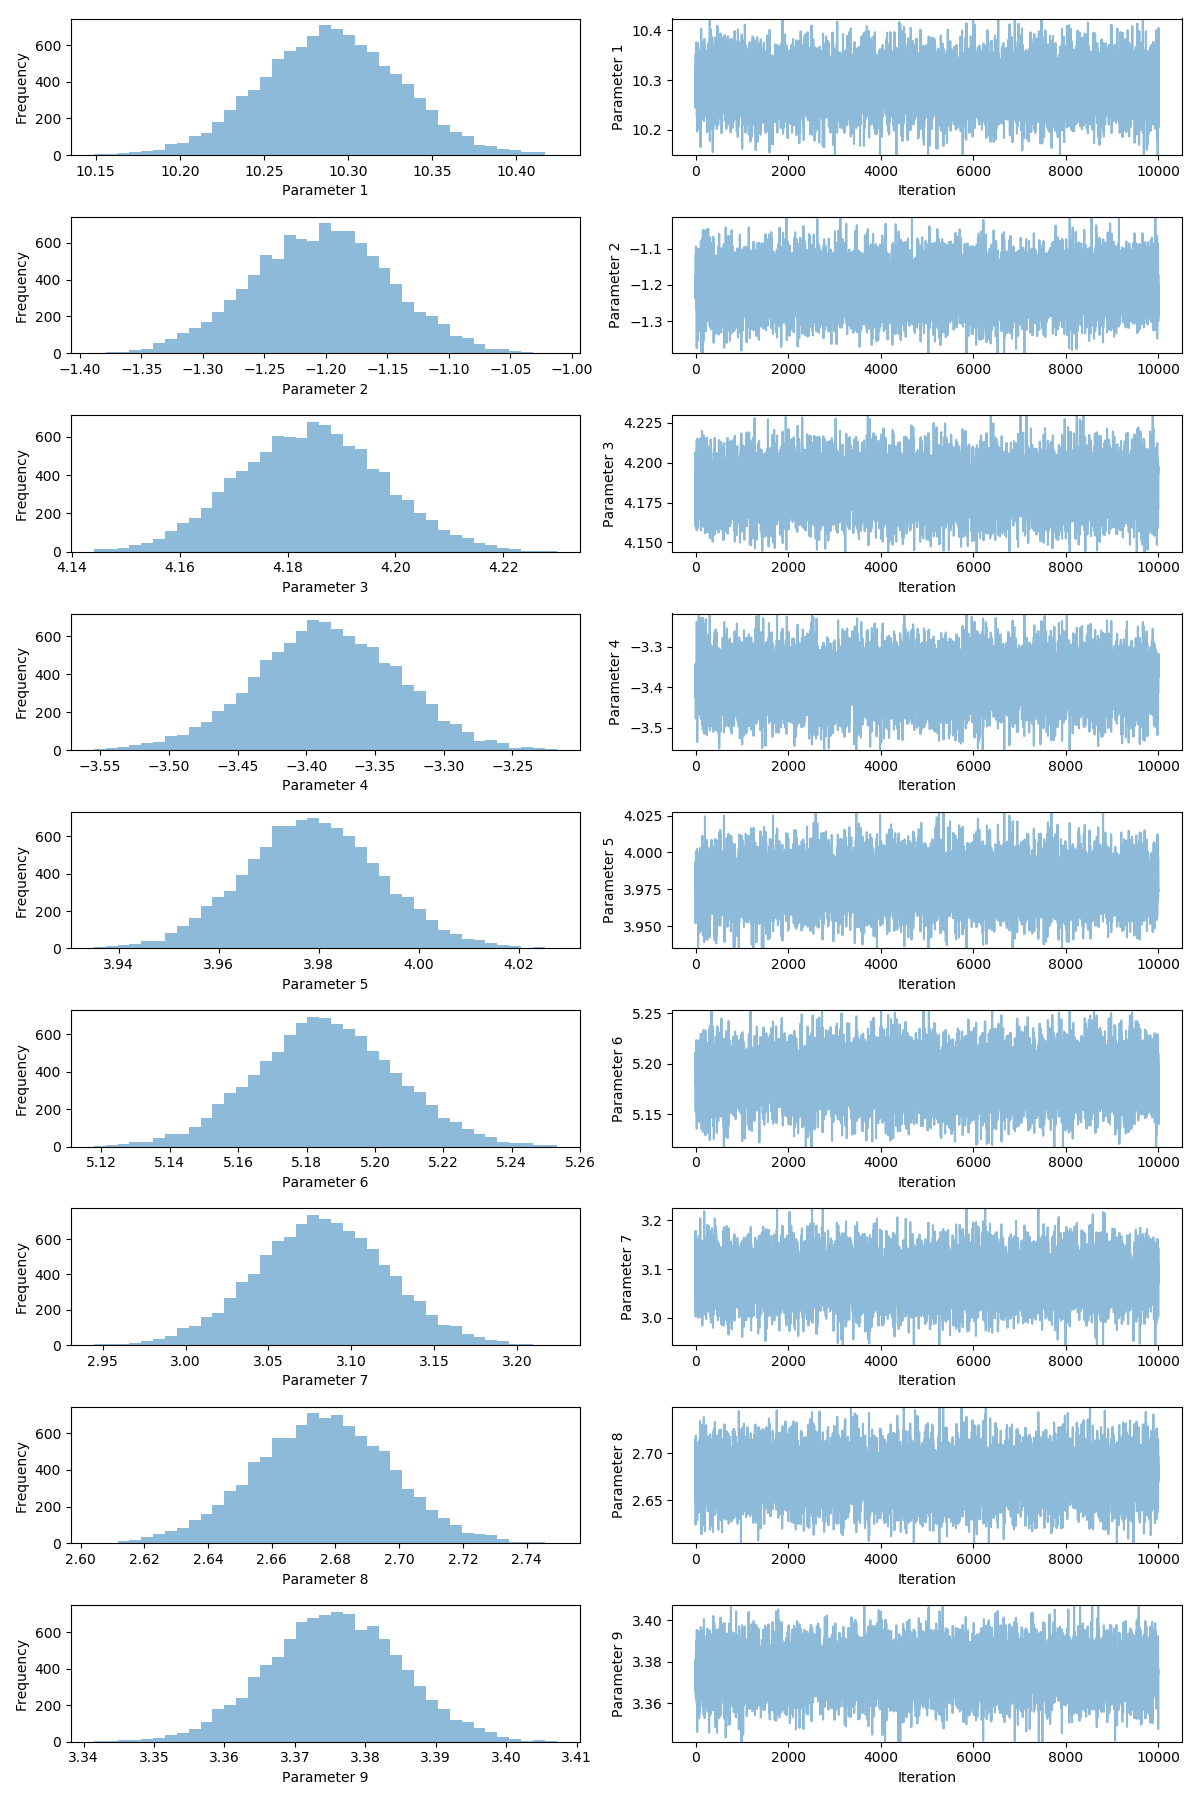 600
400
200
0
Frequency
10.15 10.20 10.25 10.30 10.35 10.40
Parameter 1
10.4
10.3
10.2
Parameter 1
0 2000 4000 6000 8000 10000
Iteration
600
400
200
0
Frequency
−1.40 −1.35 −1.30 −1.25 −1.20 −1.15 −1.10 −1.05 −1.00
Parameter 2
−1.1
−1.2
−1.3
Parameter 2
0 2000 4000 6000 8000 10000
Iteration
600
400
200
0
Frequency
4.14 4.16 4.18 4.20 4.22
Parameter 3
4.225
4.200
4.175
4.150
Parameter 3
0 2000 4000 6000 8000 10000
Iteration
600
400
200
0
Frequency
−3.55 −3.50 −3.45 −3.40 −3.35 −3.30 −3.25
Parameter 4
−3.3
−3.4
−3.5
Parameter 4
0 2000 4000 6000 8000 10000
Iteration
600
400
200
0
Frequency
3.94 3.96 3.98 4.00 4.02
Parameter 5
4.025
4.000
3.975
3.950
Parameter 5
0 2000 4000 6000 8000 10000
Iteration
600
400
200
0
Frequency
5.12 5.14 5.16 5.18 5.20 5.22 5.24 5.26
Parameter 6
5.25
5.20
5.15
Parameter 6
0 2000 4000 6000 8000 10000
Iteration
600
400
200
0
Frequency
2.95 3.00 3.05 3.10 3.15 3.20
Parameter 7
3.2
3.1
3.0
Parameter 7
0 2000 4000 6000 8000 10000
Iteration
600
400
200
0
Frequency
2.60 2.62 2.64 2.66 2.68 2.70 2.72 2.74
Parameter 8
2.70
2.65
Parameter 8
0 2000 4000 6000 8000 10000
Iteration
600
400
200
0
Frequency
3.34 3.35 3.36 3.37 3.38 3.39 3.40 3.41
Parameter 9
3.40
3.38
3.36
Parameter 9
0 2000 4000 6000 8000 10000
Iteration